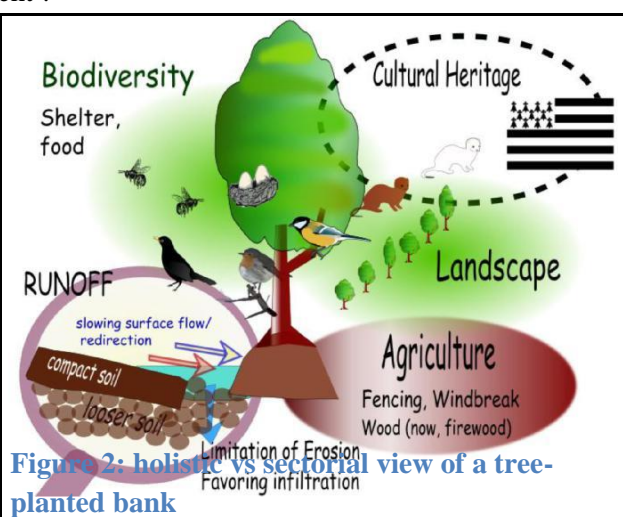 Biodiversity
Shelter,
food
Cultural Heritage
Landscape
RUNOFF
slowing surface flow/
redirection
compact soil
looser soil
Limitation of Erosion
Favoring infiltration
Agriculture
Fencing, Windbreak
Wood (now, firewood)
Figure 2: holistic vs sectorial view of a tree-
planted bank